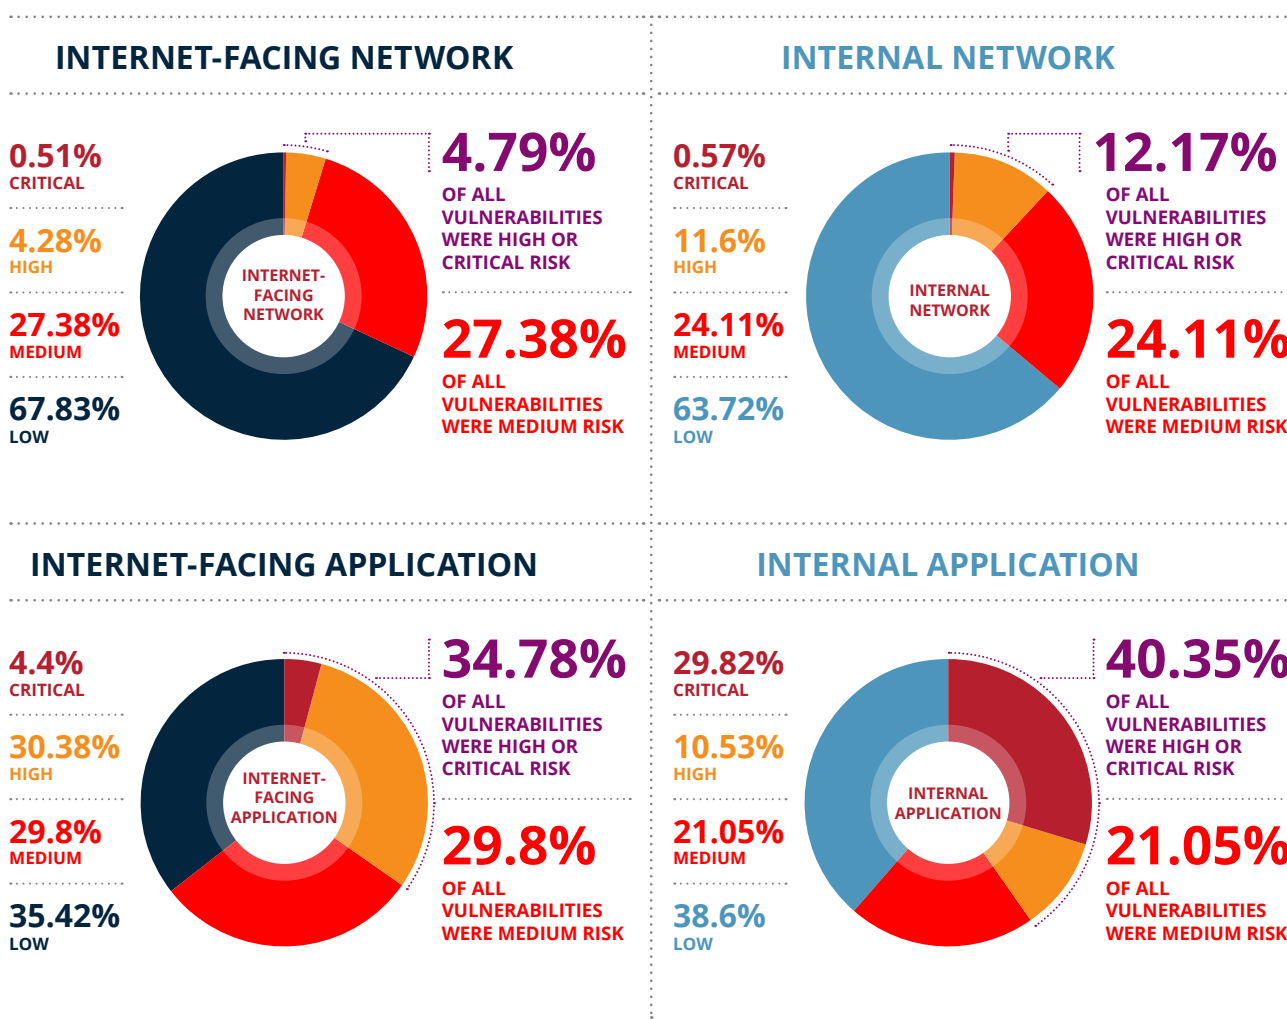 INTERNET-FACING NETWORK
0.51%
CRITICAL
4.28%
HIGH
27.38%
MEDIUM
67.83%
LOW
INTERNET-
FACING
NETWORK
4.79%
OF ALL
VULNERABILITIES
WERE HIGH OR
CRITICAL RISK
27.38%
OF ALL
VULNERABILITIES
WERE MEDIUM RISK
INTERNAL NETWORK
0.57%
CRITICAL
11.6%
HIGH
24.11%
MEDIUM
63.72%
LOW
INTERNAL
NETWORK
12.17%
OF ALL
VULNERABILITIES
WERE HIGH OR
CRITICAL RISK
24.11%
OF ALL
VULNERABILITIES
WERE MEDIUM RISK
INTERNET-FACING APPLICATION
4.4%
CRITICAL
30.38%
HIGH
29.8%
MEDIUM
35.42%
LOW
INTERNET-
FACING
APPLICATION
34.78%
OF ALL
VULNERABILITIES
WERE HIGH OR
CRITICAL RISK
29.8%
OF ALL
VULNERABILITIES
WERE MEDIUM RISK
INTERNAL APPLICATION
29.82%
CRITICAL
10.53%
HIGH
21.05%
MEDIUM
38.6%
LOW
INTERNAL
APPLICATION
40.35%
OF ALL
VULNERABILITIES
WERE HIGH OR
CRITICAL RISK
21.05%
OF ALL
VULNERABILITIES
WERE MEDIUM RISK